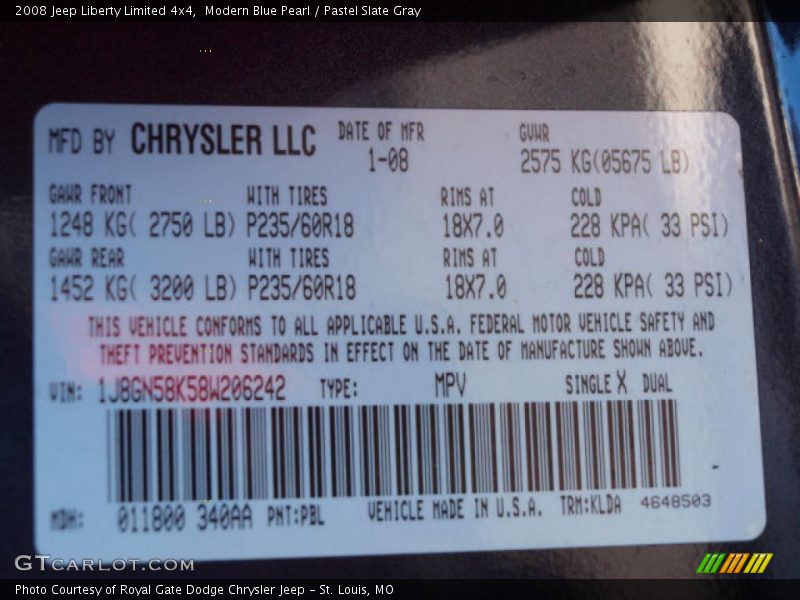 2008 Jeep Liberty Limited 4x4, Modern Blue Pearl / Pastel Slate Gray
MFD BY CHRYSLER LLC DATE OF MFR GVWR
1-08 2575 KG(05675 LB)
GAWR FRONT WITH TIRES RIMS AT COLD
1248 KG( 2750 LB) P235/60R18 18X7.0 228 KPA( 33 PSI)
GAWR REAR WITH TIRES RIMS AT COLD
1452 KG( 3200 LB) P235/60R18 18X7.0 228 KPA( 33 PSI)
THIS VEHICLE CONFORMS TO ALL APPLICABLE U.S.A. FEDERAL MOTOR VEHICLE SAFETY AND
THEFT PREVENTION STANDARDS IN EFFECT ON THE DATE OF MANUFACTURE SHOWN ABOVE.
VIN: 1J8GN58K58W206242 TYPE: MPV SINGLE X DUAL
MDH: 011800 340AA PNT:PBL VEHICLE MADE IN U.S.A. TRM:KLDA 4648503
GTCARLOT.COM
Photo Courtesy of Royal Gate Dodge Chrysler Jeep - St. Louis, MO